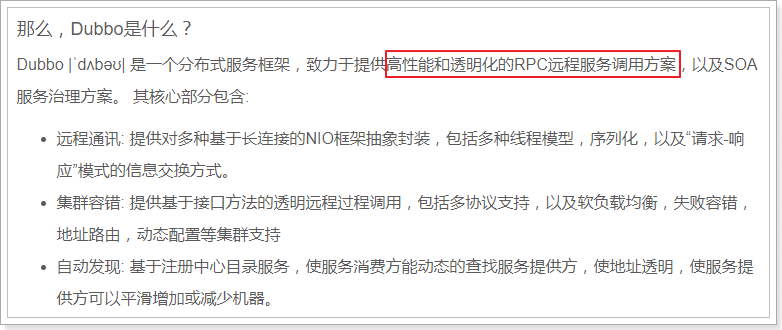 那么，Dubbo是什么？
Dubbo |ˈdʌbəʊ| 是一个分布式服务框架，致力于提供高性能和透明化的RPC远程服务调用方案，以及SOA
服务治理方案。 其核心部分包含:
• 远程通讯: 提供对多种基于长连接的NIO框架抽象封装，包括多种线程模型，序列化，以及“请求-响
应”模式的信息交换方式。
• 集群容错: 提供基于接口方法的透明远程过程调用，包括多协议支持，以及软负载均衡，失败容错，
地址路由，动态配置等集群支持
• 自动发现: 基于注册中心目录服务，使服务消费方能动态的查找服务提供方，使地址透明，使服务提
供方可以平滑增加或减少机器。